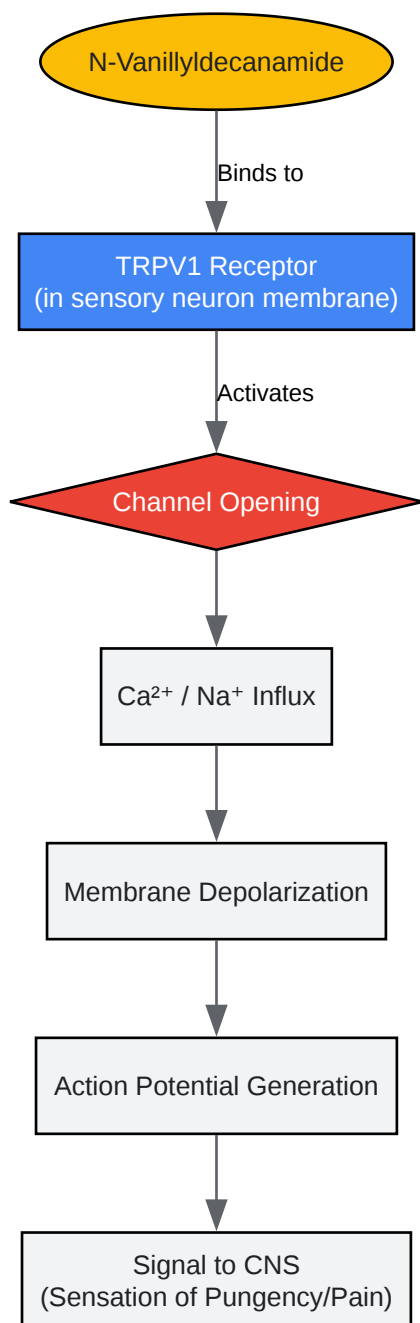 N-Vanillyldecanamide
Binds to
TRPV1 Receptor
(in sensory neuron membrane)
Activates
Channel Opening
Ca²⁺ / Na⁺ Influx
Membrane Depolarization
Action Potential Generation
Signal to CNS
(Sensation of Pungency/Pain)